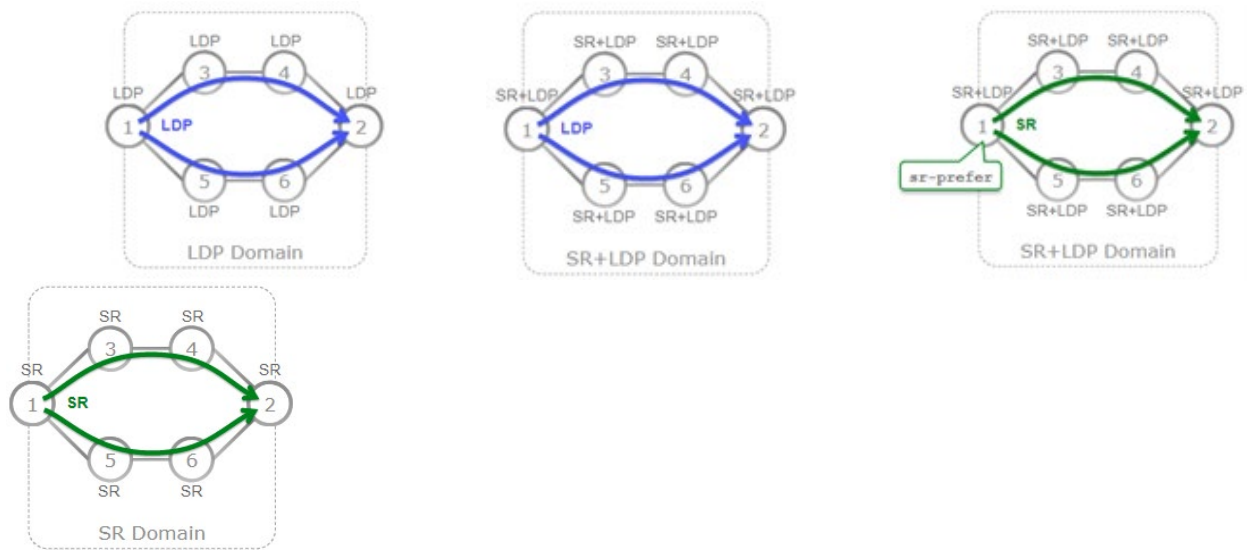 LDP LDP
3 4
LDP
1 LDP 2
LDP
5 6
LDP LDP
LDP Domain
SR+LDP SR+LDP
3 4
SR+LDP SR+LDP
1 LDP 2
5 6
SR+LDP SR+LDP
SR+LDP Domain
SR+LDP SR+LDP
3 4
SR+LDP SR+LDP
1 SR 2
sr-prefer
5 6
SR+LDP SR+LDP
SR+LDP Domain
SR SR
3 4
SR SR
1 SR 2
5 6
SR SR
SR Domain